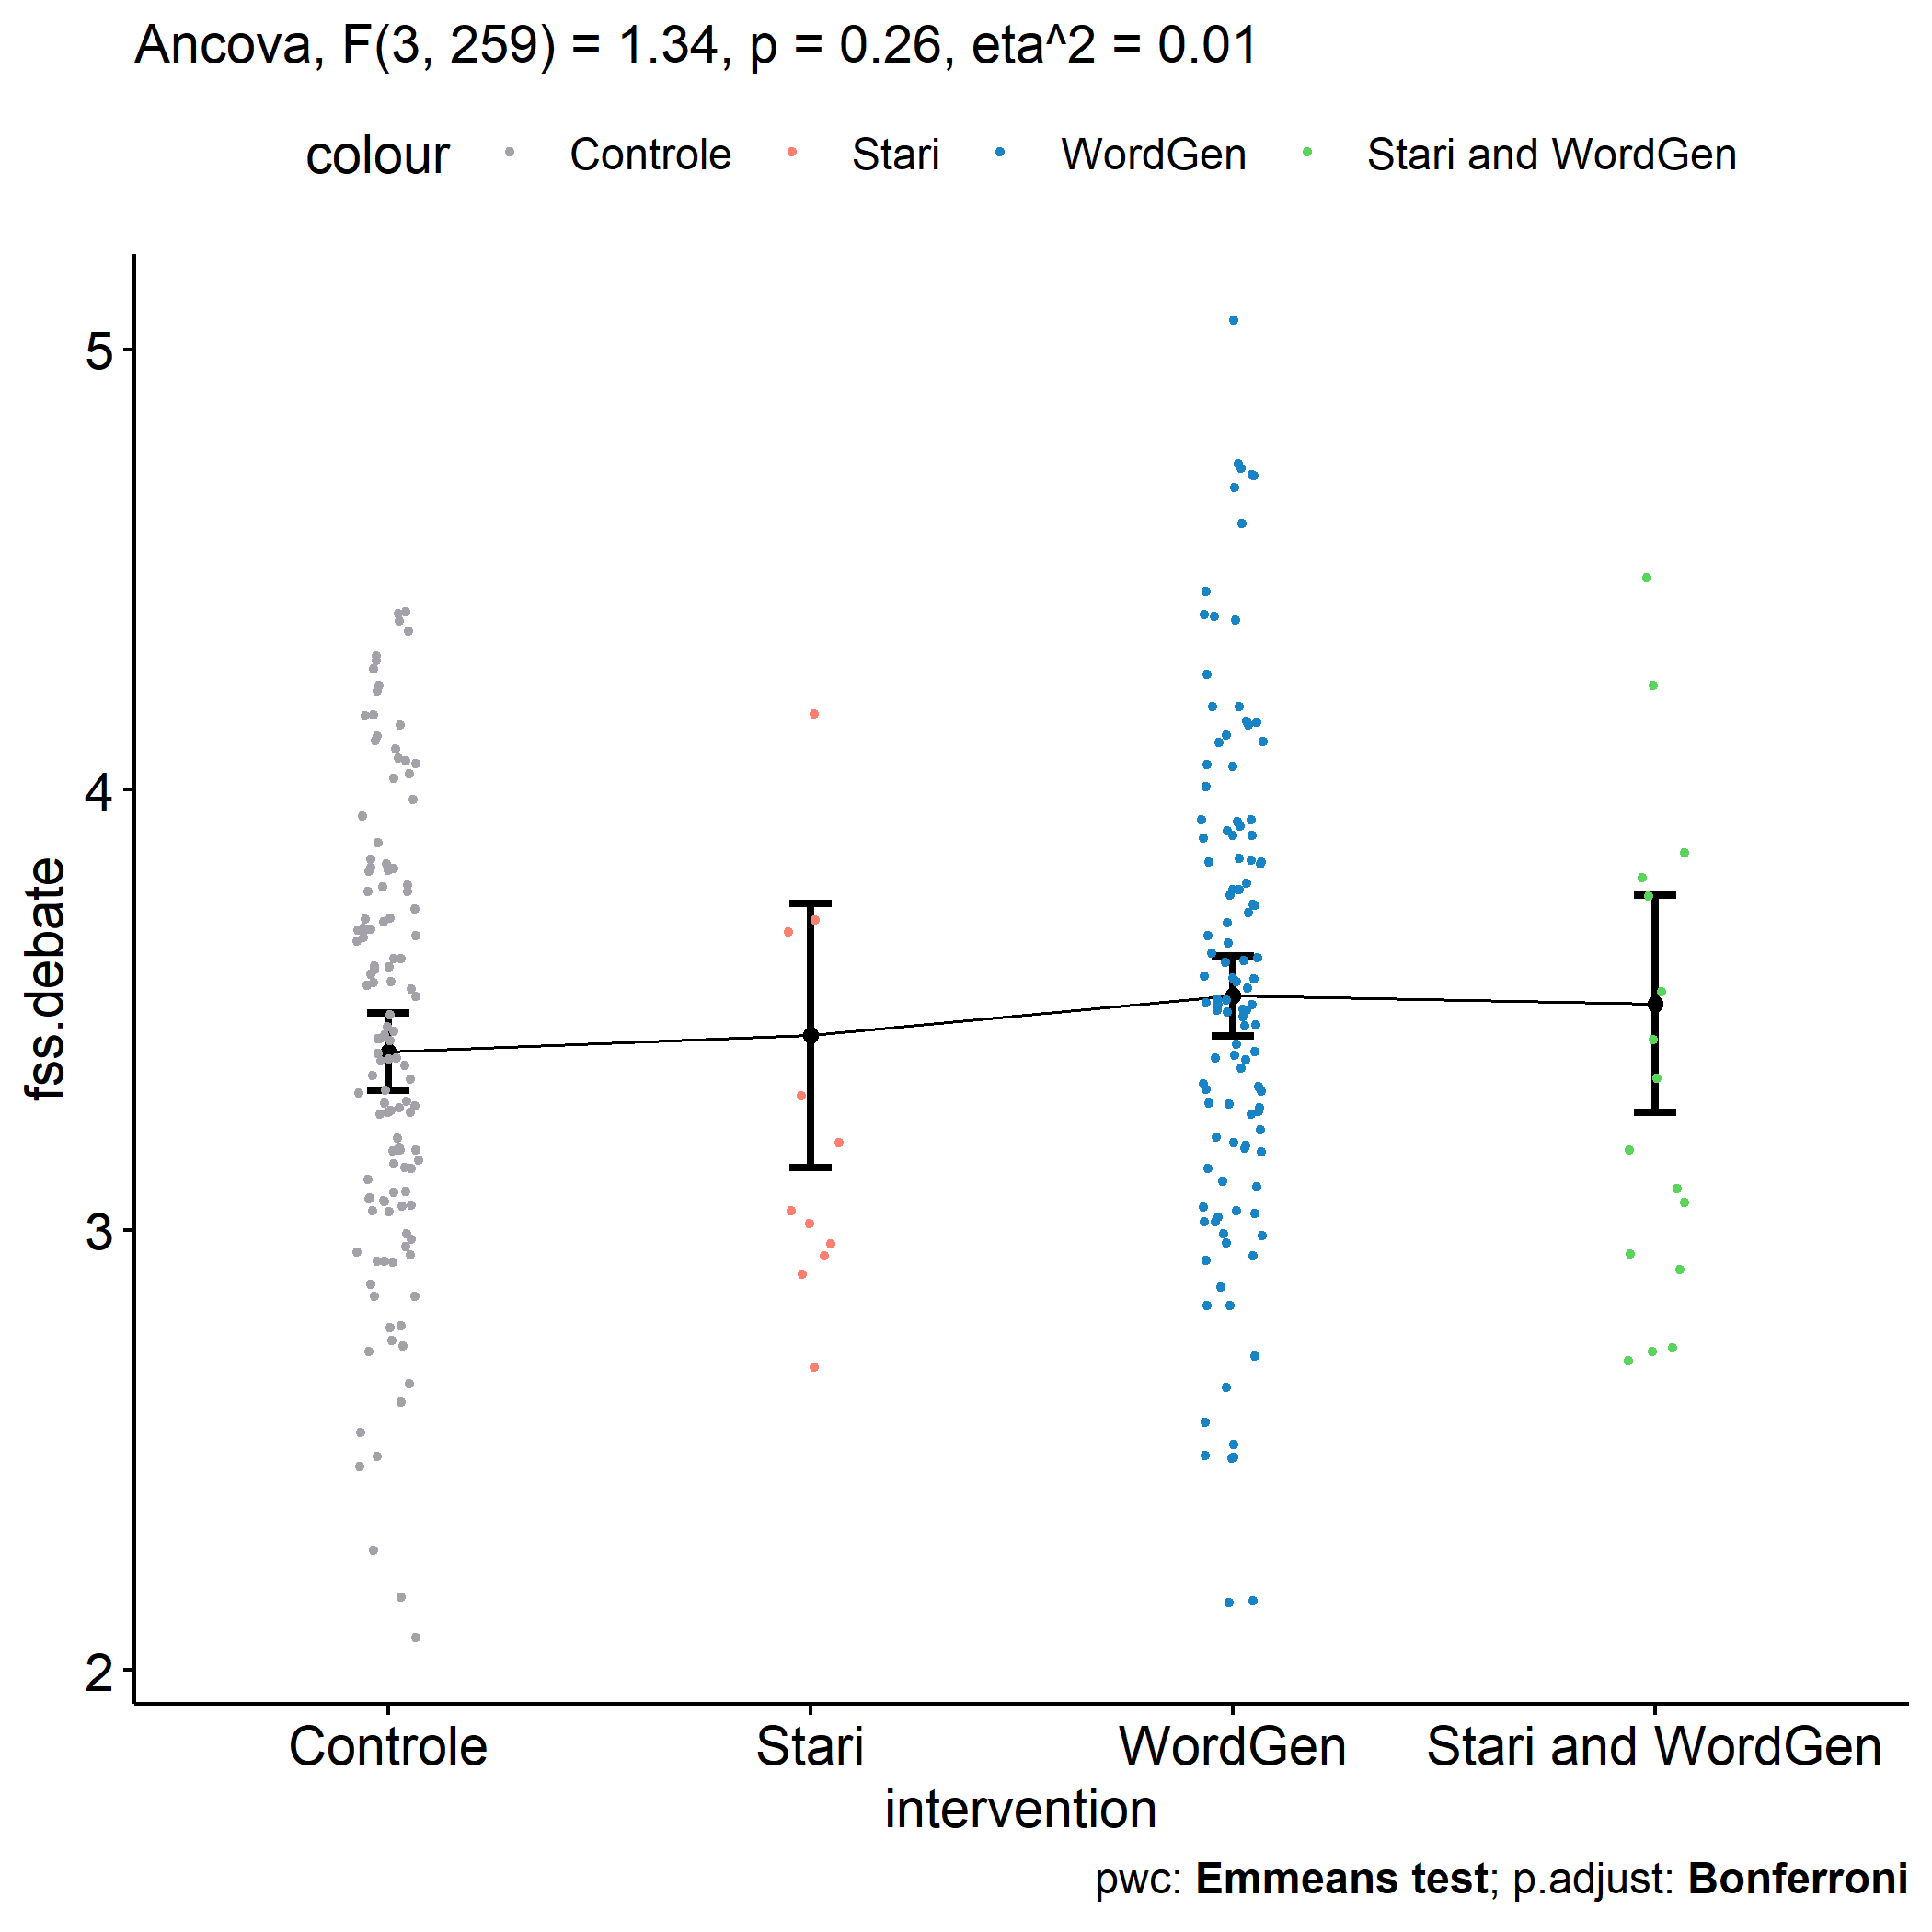 Ancova, F(3, 259) = 1.34, p = 0.26, eta^2 = 0.01
colour Controle Stari WordGen Stari and WordGen
5
4
3
2
fss.debate
Controle Stari WordGen Stari and WordGen
intervention
pwc: Emmeans test; p.adjust: Bonferroni